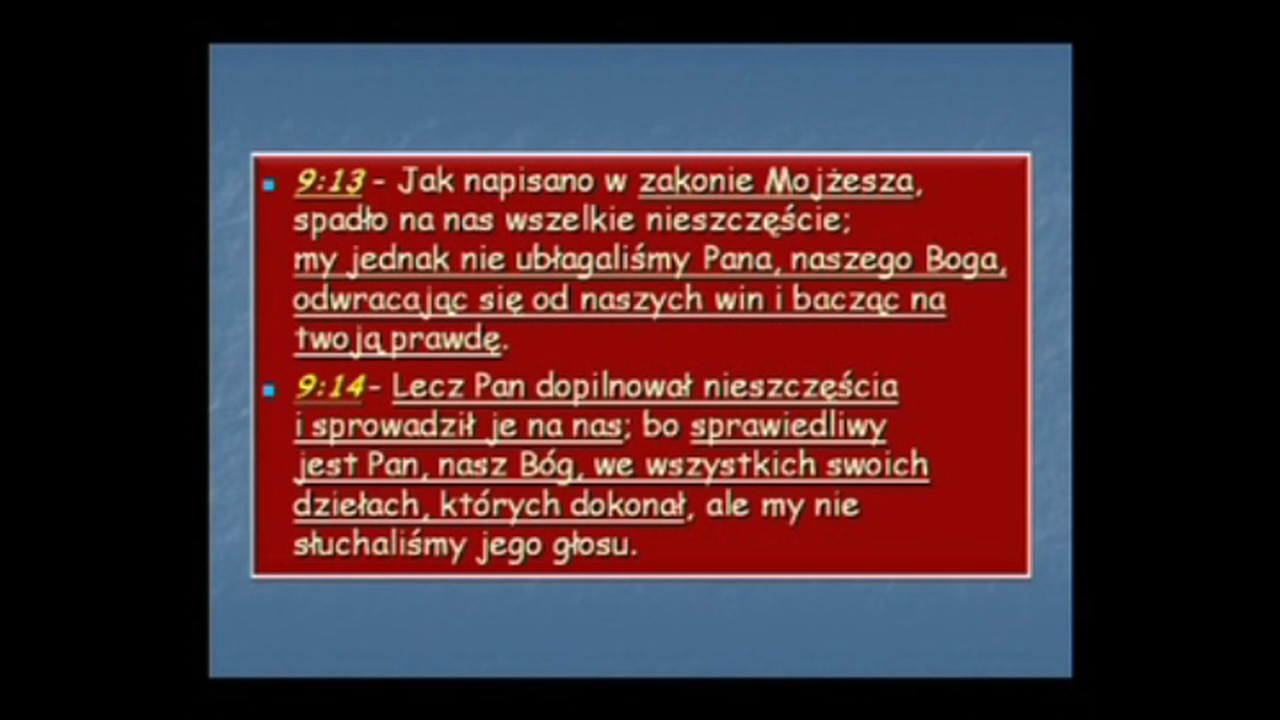 9:13 - Jak napisano w zakonie Mojżesza,
spadło na nas wszelkie nieszczęście;
my jednak nie ubłagaliśmy Pana, naszego Boga,
odwracając się od naszych win i bacząc na
twoją prawdę.
9:14 - Lecz Pan dopilnował nieszczęścia
i sprowadził je na nas; bo sprawiedliwy
jest Pan, nasz Bóg, we wszystkich swoich
dziełach, których dokonał, ale my nie
słuchaliśmy jego głosu.